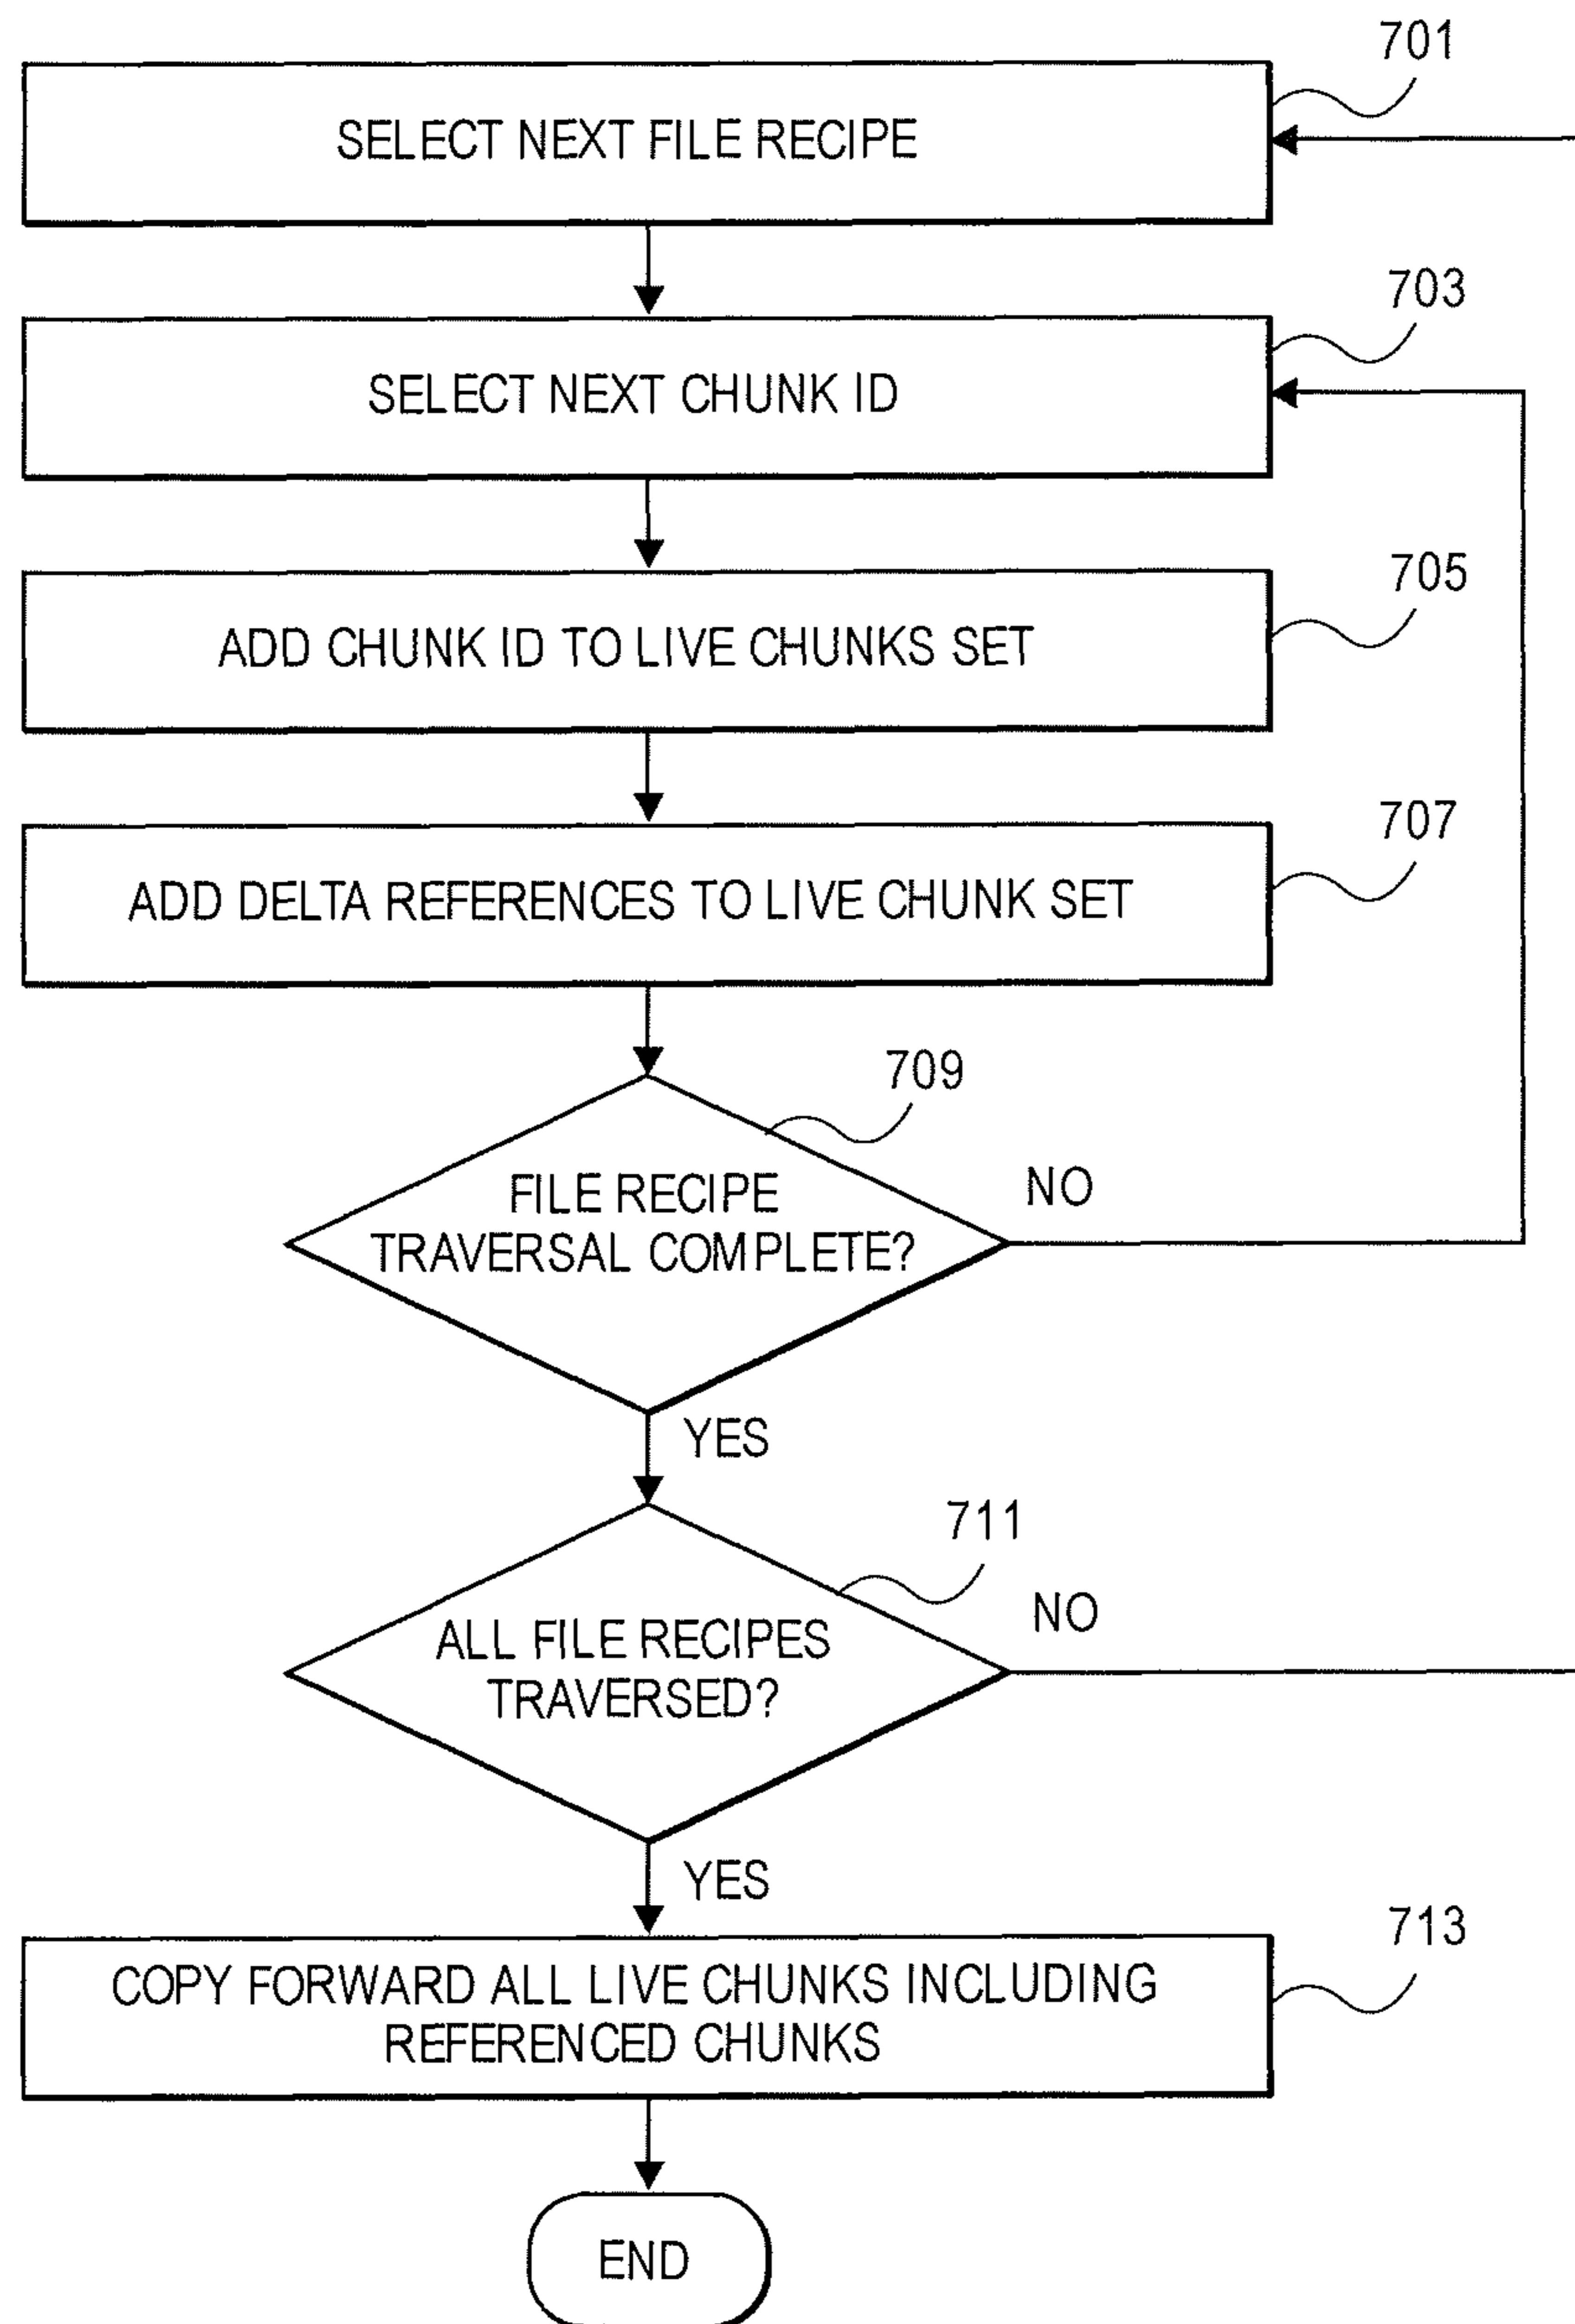 701
SELECT NEXT FILE RECIPE
703
SELECT NEXT CHUNK ID
705
ADD CHUNK ID TO LIVE CHUNKS SET
707
ADD DELTA REFERENCES TO LIVE CHUNK SET
709
FILE RECIPE
TRAVERSAL COMPLETE?
NO
YES
711
ALL FILE RECIPES
TRAVERSED?
NO
YES
713
COPY FORWARD ALL LIVE CHUNKS INCLUDING
REFERENCED CHUNKS
END